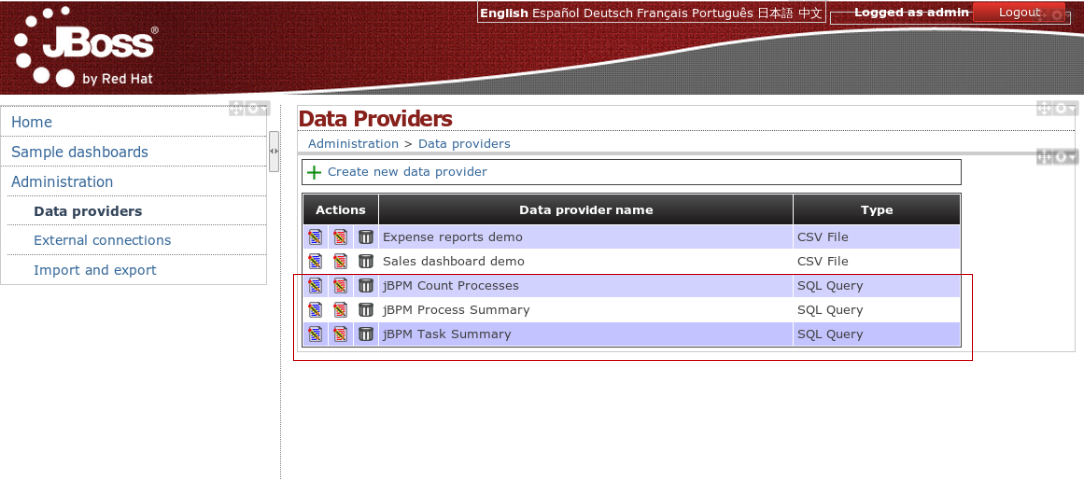 English Español Deutsch Français Português 日本語 中文
Logged as admin
Logout
JBoss®
by Red Hat
Home
Sample dashboards
Administration
Data providers
External connections
Import and export
Data Providers
Administration > Data providers
Create new data provider
Actions Data provider name Type
Expense reports demo CSV File
Sales dashboard demo CSV File
jBPM Count Processes SQL Query
jBPM Process Summary SQL Query
jBPM Task Summary SQL Query